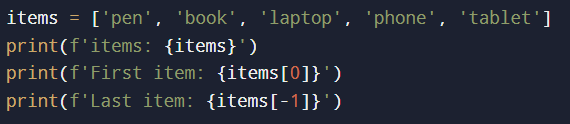 items = ['pen', 'book', 'laptop', 'phone', 'tablet']
print(f'items: {items}')
print(f'First item: {items[0]}')
print(f'Last item: {items[-1]}')